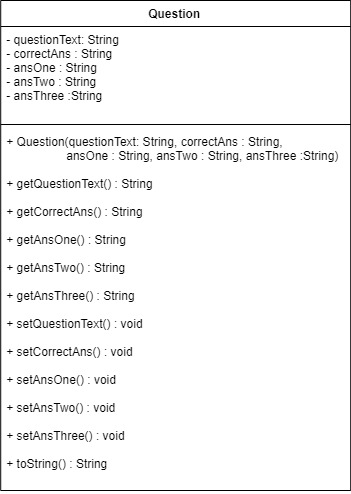 Question
- questionText: String
- correctAns : String
- ansOne : String
- ansTwo : String
- ansThree :String
+ Question(questionText: String, correctAns : String,
ansOne : String, ansTwo : String, ansThree :String)
+ getQuestionText() : String
+ getCorrectAns() : String
+ getAnsOne() : String
+ getAnsTwo() : String
+ getAnsThree() : String
+ setQuestionText() : void
+ setCorrectAns() : void
+ setAnsOne() : void
+ setAnsTwo() : void
+ setAnsThree() : void
+ toString() : String